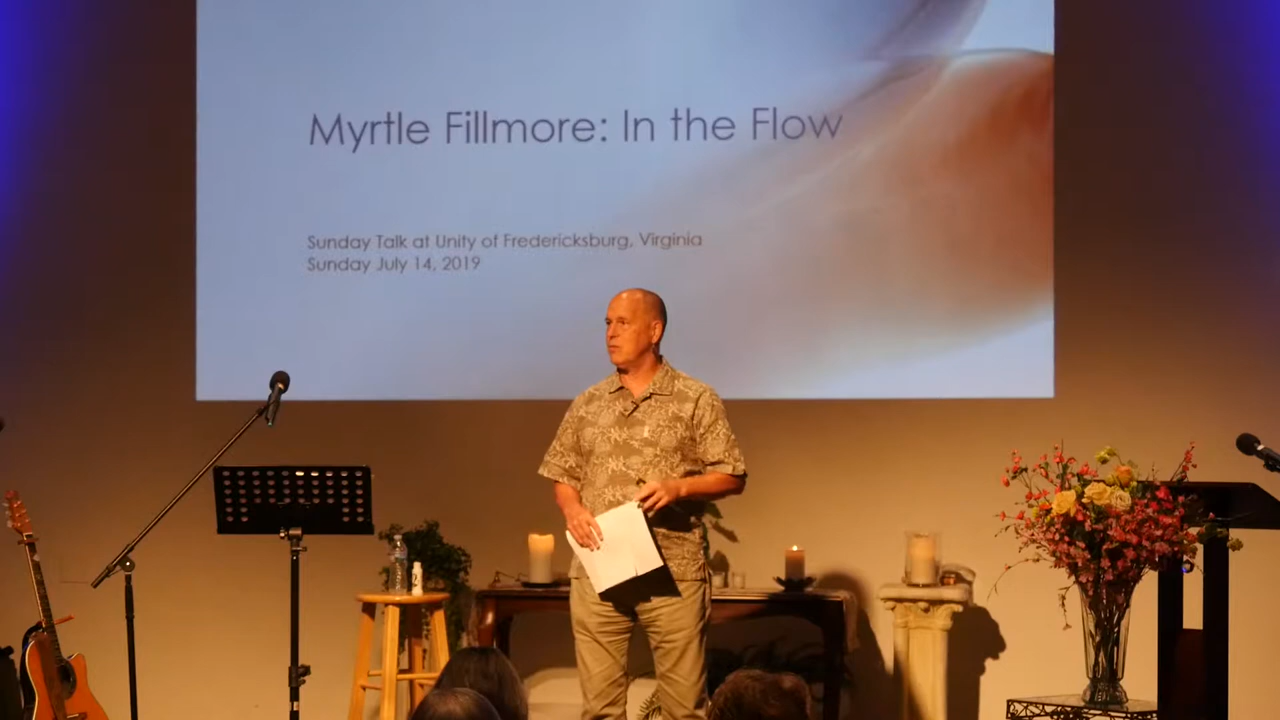 Myrtle Fillmore: In the Flow
Sunday Talk at Unity of Fredericksburg, Virginia
Sunday July 14, 2019